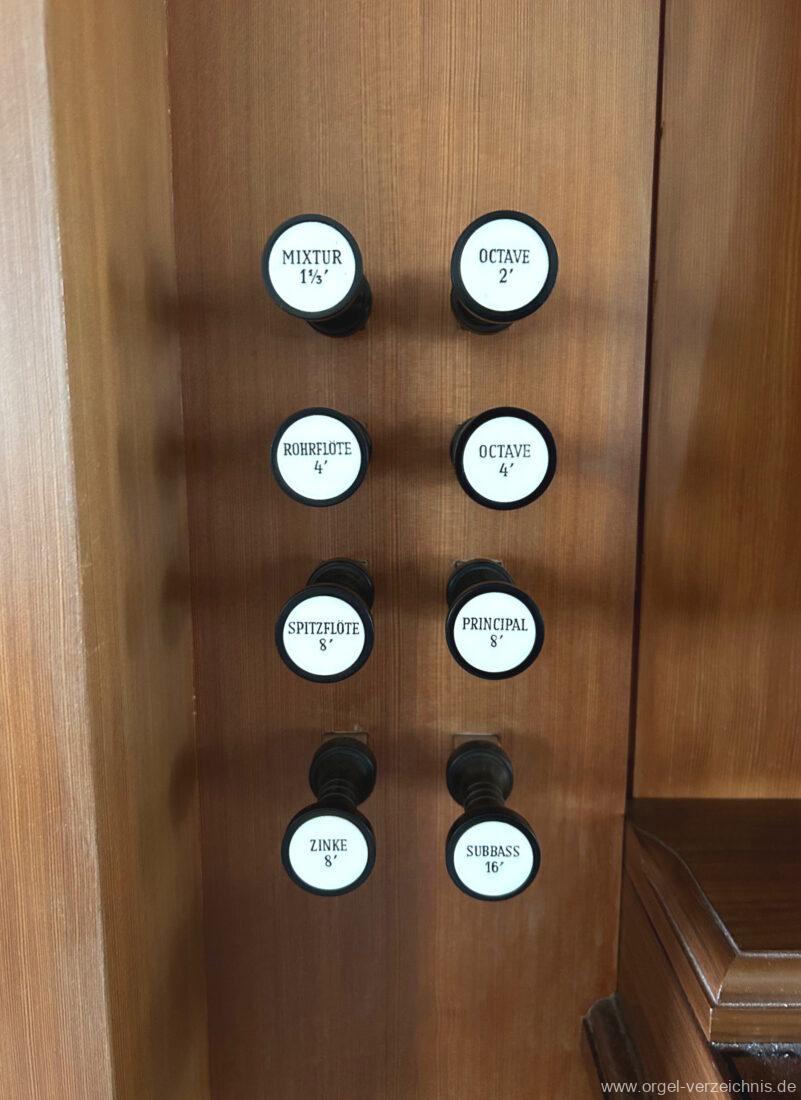 MIXTUR
1⅓′
OCTAVE
2′
ROHRFLÖTE
4′
OCTAVE
4′
SPITZFLÖTE
8′
PRINCIPAL
8′
ZINKE
8′
SUBBASS
16′
www.orgel-verzeichnis.de